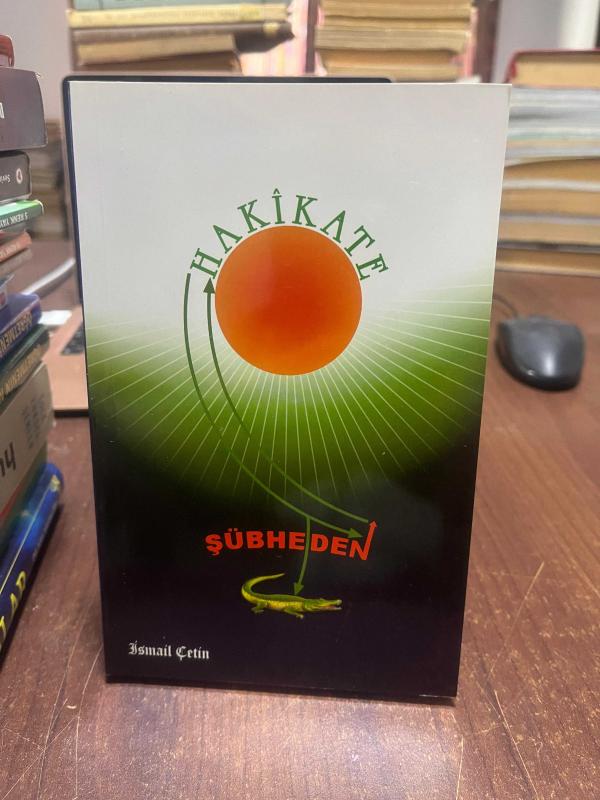 HAKÎKATE
ŞÜBHEDEN
İsmail Çetin